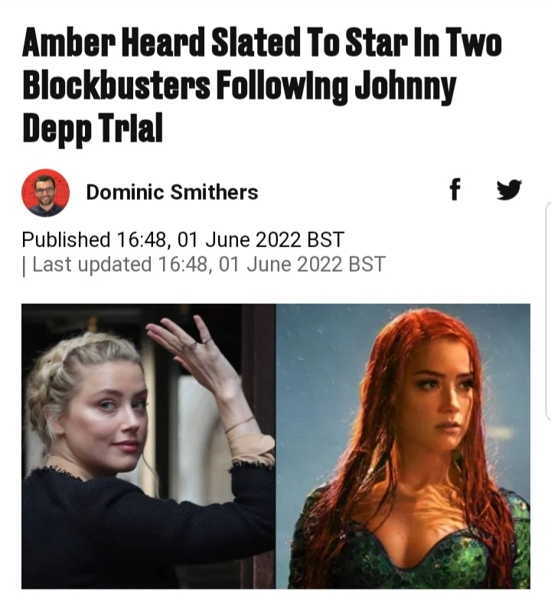 Amber Heard Slated To Star In Two
Blockbusters Following Johnny
Depp Trial
Dominic Smithers
Published 16:48, 01 June 2022 BST
| Last updated 16:48, 01 June 2022 BST